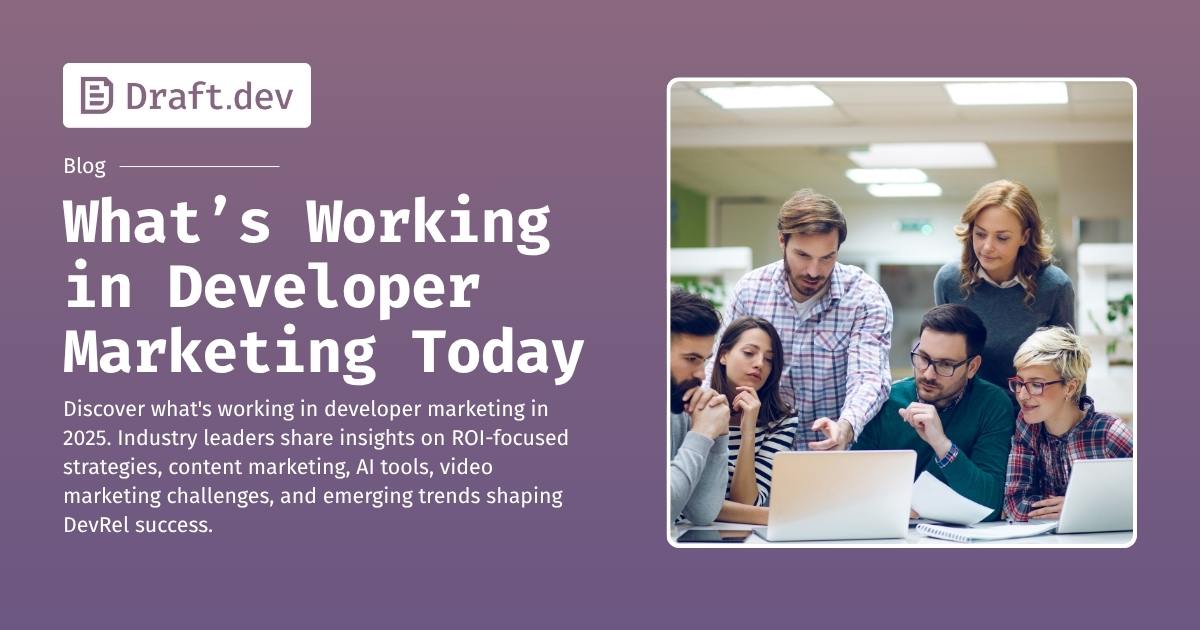 Draft.dev
Blog
What’s Working
in Developer
Marketing Today
Discover what's working in developer marketing in
2025. Industry leaders share insights on ROI-focused
strategies, content marketing, AI tools, video
marketing challenges, and emerging trends shaping
DevRel success.